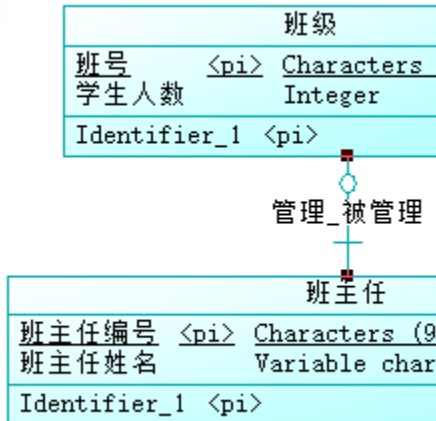 班级
班号 <pi> Characters
学生人数 Integer
Identifier_1 <pi>
管理_被管理
班主任
班主任编号 <pi> Characters (9
班主任姓名 Variable char
Identifier_1 <pi>